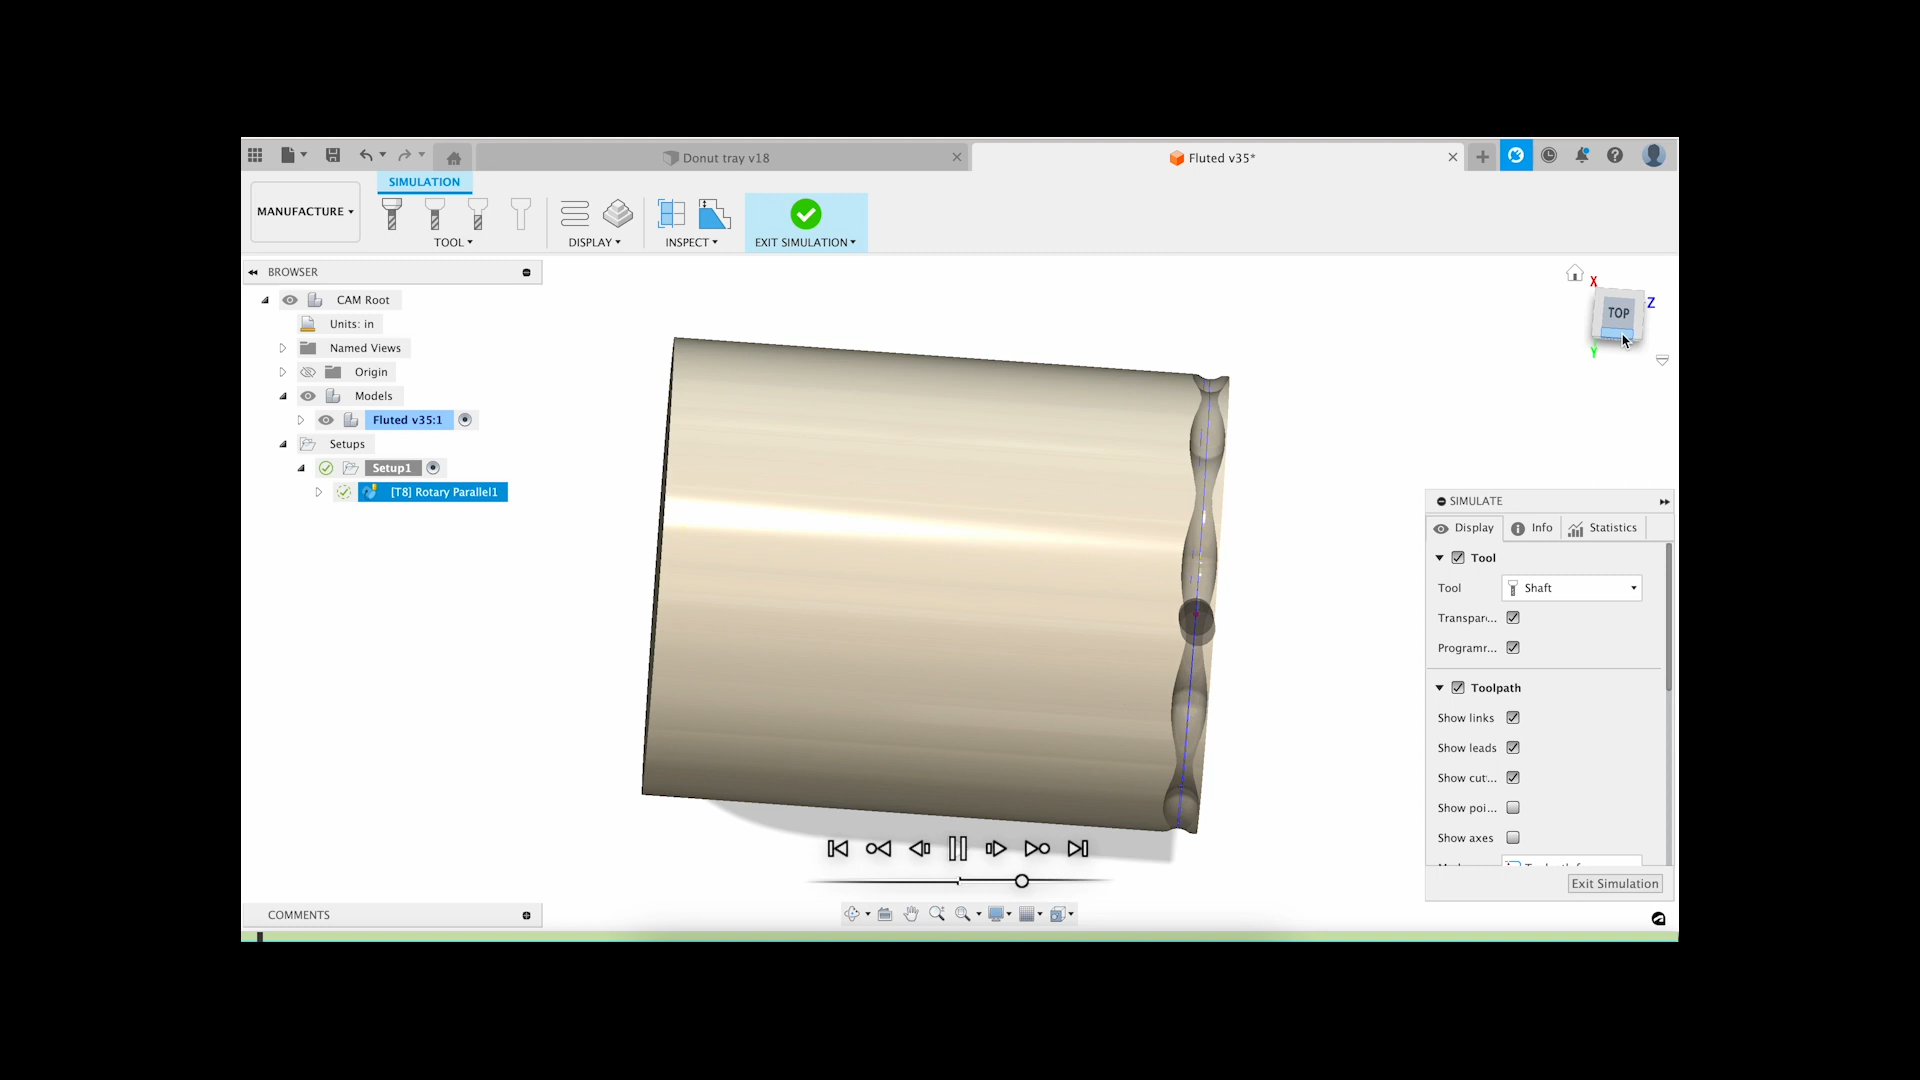 Donut tray v18
Fluted v35*
SIMULATION
MANUFACTURE
TOOL
DISPLAY
INSPECT
EXIT SIMULATION
BROWSER
CAM Root
Units: in
Named Views
Origin
Models
Fluted v35:1
Setups
Setup1
[T8] Rotary Parallel1
X
TOP
Z
Y
SIMULATE
Display
Info
Statistics
Tool
Tool
Shaft
Transpar...
Programr...
Toolpath
Show links
Show leads
Show cut...
Show poi...
Show axes
Exit Simulation
COMMENTS